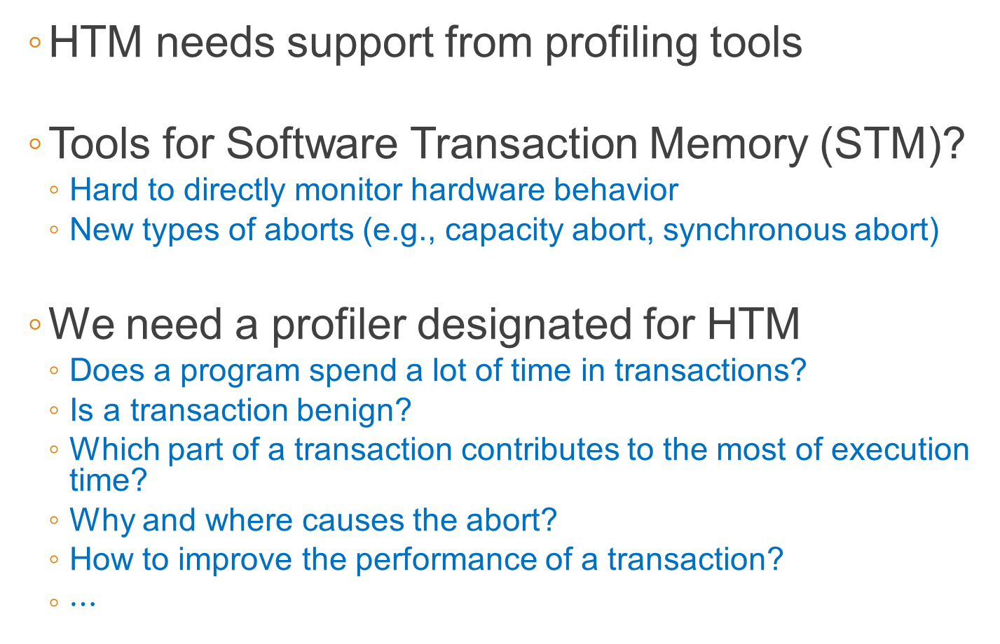 ◦HTM needs support from profiling tools
◦Tools for Software Transaction Memory (STM)?
◦ Hard to directly monitor hardware behavior
◦ New types of aborts (e.g., capacity abort, synchronous abort)
◦We need a profiler designated for HTM
◦ Does a program spend a lot of time in transactions?
◦ Is a transaction benign?
◦ Which part of a transaction contributes to the most of execution
time?
◦ Why and where causes the abort?
◦ How to improve the performance of a transaction?
◦ ...